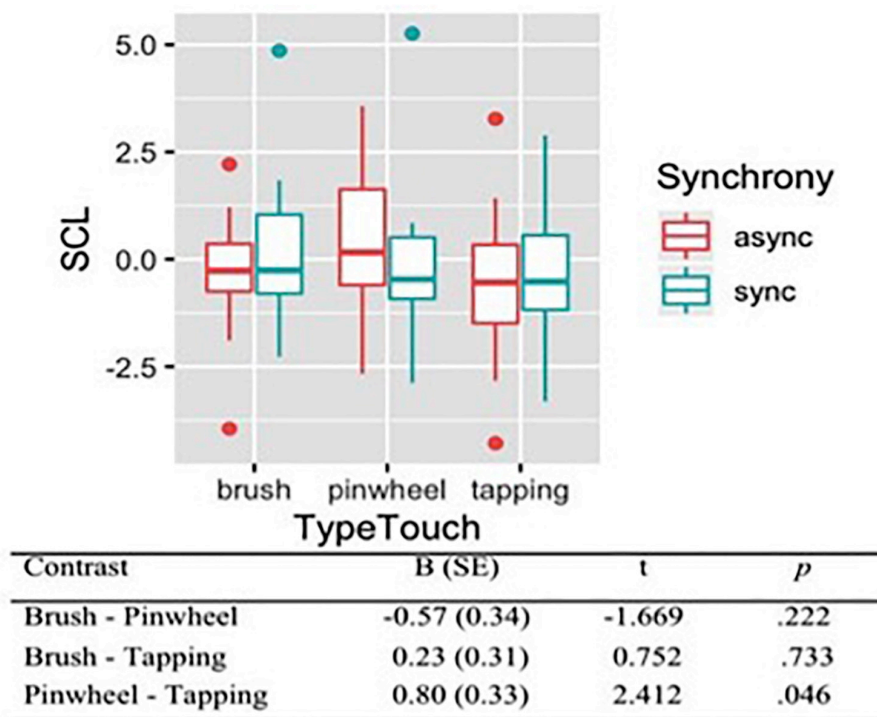 5.0
2.5
0.0
-2.5
SCL
brush pinwheel tapping
TypeTouch
Synchrony
async
sync
Contrast B (SE) t p
Brush - Pinwheel -0.57 (0.34) -1.669 .222
Brush - Tapping 0.23 (0.31) 0.752 .733
Pinwheel - Tapping 0.80 (0.33) 2.412 .046